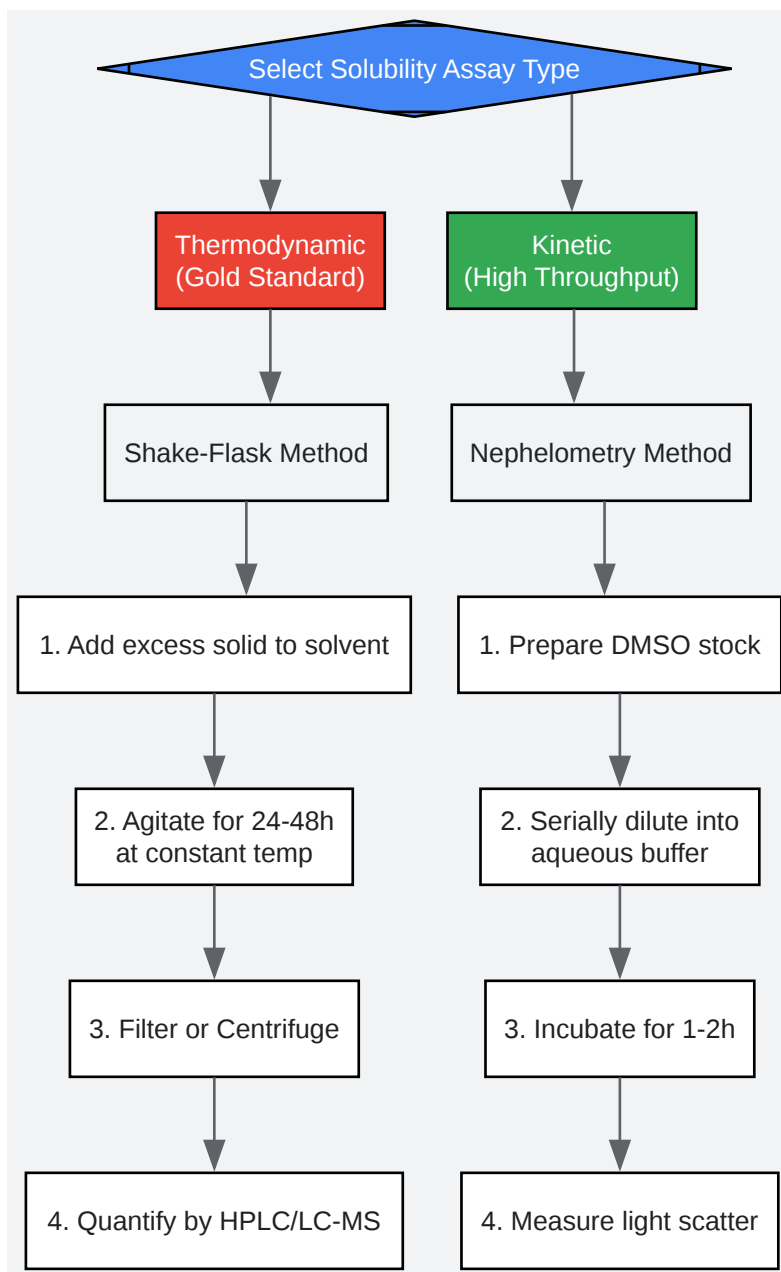 Select Solubility Assay Type
Thermodynamic
(Gold Standard)
Kinetic
(High Throughput)
Shake-Flask Method
Nephelometry Method
1. Add excess solid to solvent
1. Prepare DMSO stock
2. Agitate for 24-48h
at constant temp
2. Serially dilute into
aqueous buffer
3. Filter or Centrifuge
3. Incubate for 1-2h
4. Quantify by HPLC/LC-MS
4. Measure light scatter